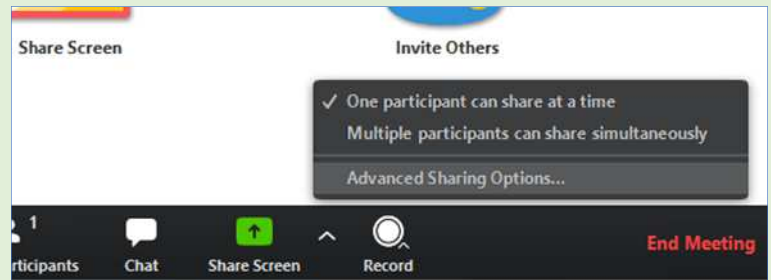 Share Screen
Invite Others
✓ One participant can share at a time
Multiple participants can share simultaneously
Advanced Sharing Options...
1
rticipants
Chat
Share Screen
Record
End Meeting